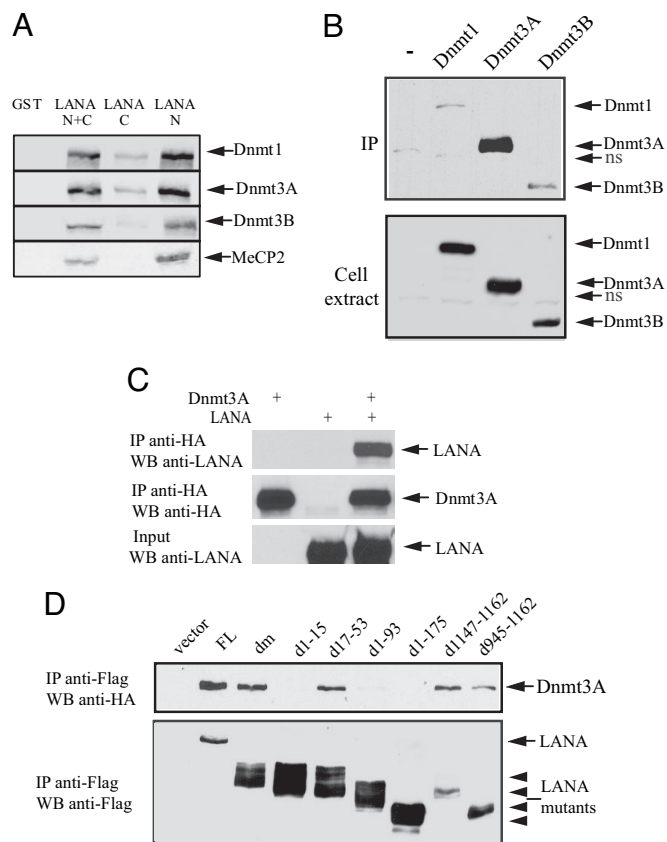 A
GST LANA LANA LANA
N+C C N
Dnmt1
Dnmt3A
Dnmt3B
MeCP2
B
- Dnmt1 Dnmt3A Dnmt3B
IP
Dnmt1
Dnmt3A
ns
Dnmt3B
Cell
extract
Dnmt1
Dnmt3A
ns
Dnmt3B
C
Dnmt3A + +
LANA + +
IP anti-HA
WB anti-LANA
LANA
IP anti-HA
WB anti-HA
Dnmt3A
Input
WB anti-LANA
LANA
D
vector FL dm d1-15 d17-53 d1-93 d1-175 d1147-1162 d945-1162
IP anti-Flag
WB anti-HA
Dnmt3A
IP anti-Flag
WB anti-Flag
LANA
LANA
mutants